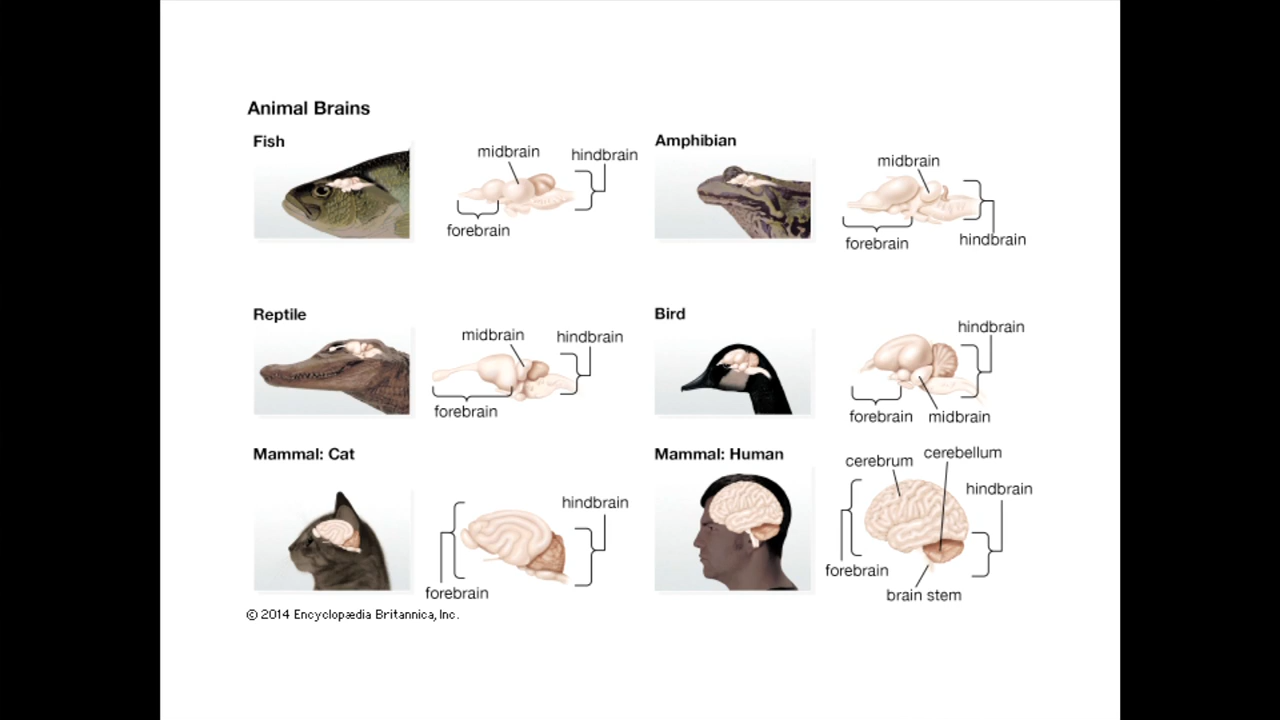 Animal Brains
Fish
midbrain
hindbrain
forebrain
Amphibian
midbrain
forebrain
hindbrain
Reptile
midbrain
hindbrain
forebrain
Bird
hindbrain
forebrain
midbrain
Mammal: Cat
hindbrain
forebrain
Mammal: Human
cerebrum
cerebellum
hindbrain
forebrain
brain stem
© 2014 Encyclopædia Britannica, Inc.